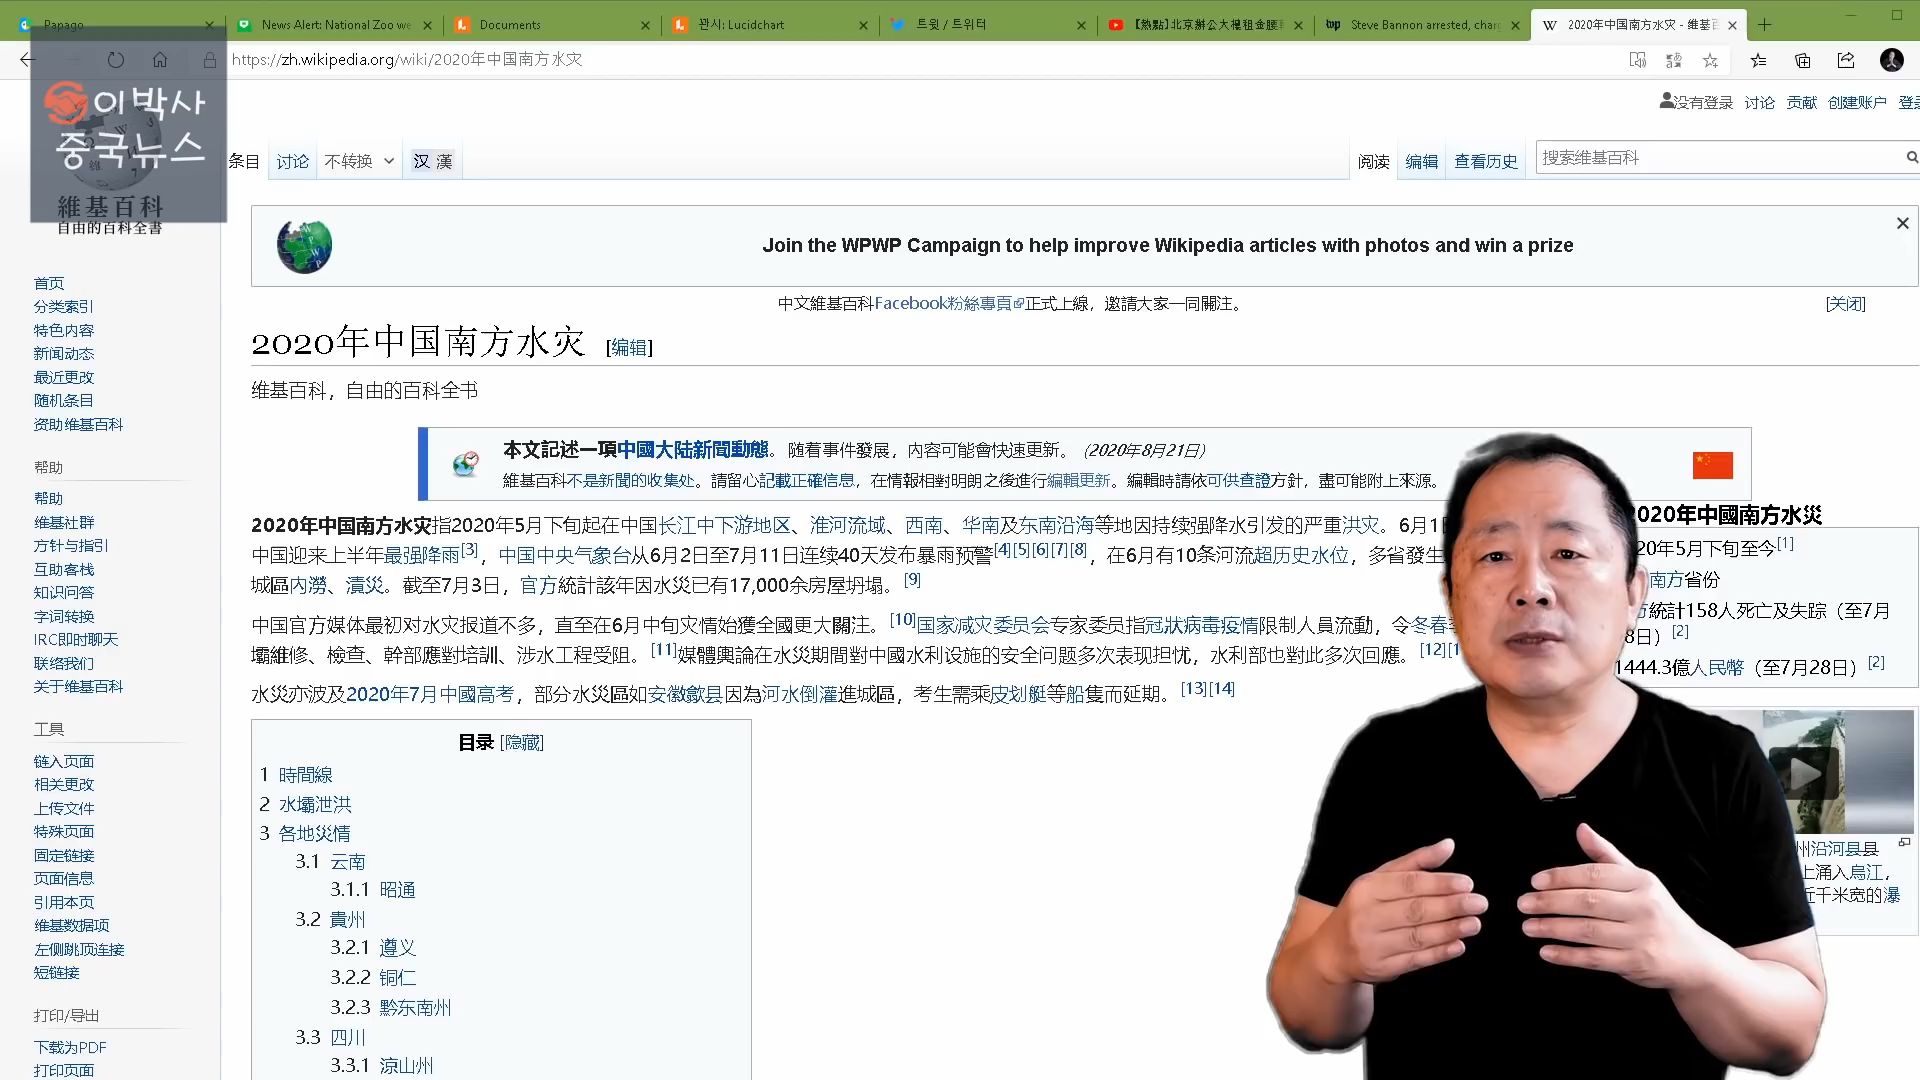 Papago
News Alert: National Zoo we
Documents
꽌시: Lucidchart
트윗 / 트위터
【熱點】北京辦公大樓租金腰
Steve Bannon arrested, char
2020年中国南方水灾 - 维基百
https://zh.wikipedia.org/wiki/2020年中国南方水灾
이박사
중국뉴스
維基百科
自由的百科全書
没有登录 讨论 贡献 创建账户 登录
条目 讨论 不转换 汉 漢
阅读 编辑 查看历史 搜索维基百科
Join the WPWP Campaign to help improve Wikipedia articles with photos and win a prize
中文維基百科Facebook粉絲專頁正式上線，邀請大家一同關注。 [关闭]
2020年中国南方水灾 [编辑]
维基百科，自由的百科全书
本文記述一項中國大陆新聞動態。随着事件發展，内容可能會快速更新。 (2020年8月21日)
維基百科不是新聞的收集处。請留心記載正確信息，在情報相對明朗之後進行編輯更新。編輯時請依可供查證方針，盡可能附上來源。
2020年中国南方水灾指2020年5月下旬起在中国长江中下游地区、淮河流域、西南、华南及东南沿海等地因持续强降水引发的严重洪灾。6月1
中国迎来上半年最强降雨[3]，中国中央气象台从6月2日至7月11日连续40天发布暴雨预警[4][5][6][7][8]，在6月有10条河流超历史水位，多省發生
城區内澇、漬災。截至7月3日，官方統計該年因水災已有17,000余房屋坍塌。[9]
中国官方媒体最初对水灾报道不多，直至在6月中旬灾情始獲全國更大關注。[10]国家减灾委员会专家委员指冠狀病毒疫情限制人員流動，令冬春
壩維修、檢查、幹部應對培訓、涉水工程受阻。[11]媒體輿論在水災期間對中國水利设施的安全问题多次表现担忧，水利部也對此多次回應。[12][1
水災亦波及2020年7月中國高考，部分水災區如安徽歙县因為河水倒灌進城區，考生需乘皮划艇等船隻而延期。[13][14]
2020年中國南方水災
20年5月下旬至今[1]
南方省份
統計158人死亡及失踪（至7月
8日）[2]
1444.3億人民幣（至7月28日）[2]
州沿河县县
上涌入烏江，
近千米宽的瀑
目录 [隐藏]
1 時間線
2 水壩泄洪
3 各地災情
3.1 云南
3.1.1 昭通
3.2 貴州
3.2.1 遵义
3.2.2 铜仁
3.2.3 黔东南州
3.3 四川
3.3.1 凉山州
首页
分类索引
特色内容
新闻动态
最近更改
随机条目
资助维基百科
帮助
帮助
维基社群
方针与指引
互助客栈
知识问答
字词转换
IRC即时聊天
联络我们
关于维基百科
工具
链入页面
相关更改
上传文件
特殊页面
固定链接
页面信息
引用本页
维基数据项
左侧跳顶连接
短链接
打印/导出
下载为PDF
打印页面